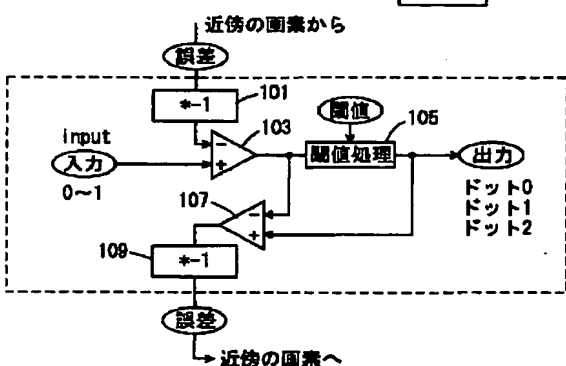 近傍の画素から
誤差
*-1
101
103
閾値
105
input
入力
0~1
閾値処理
出力
ドット0
ドット1
ドット2
107
109
*-1
誤差
近傍の画素へ